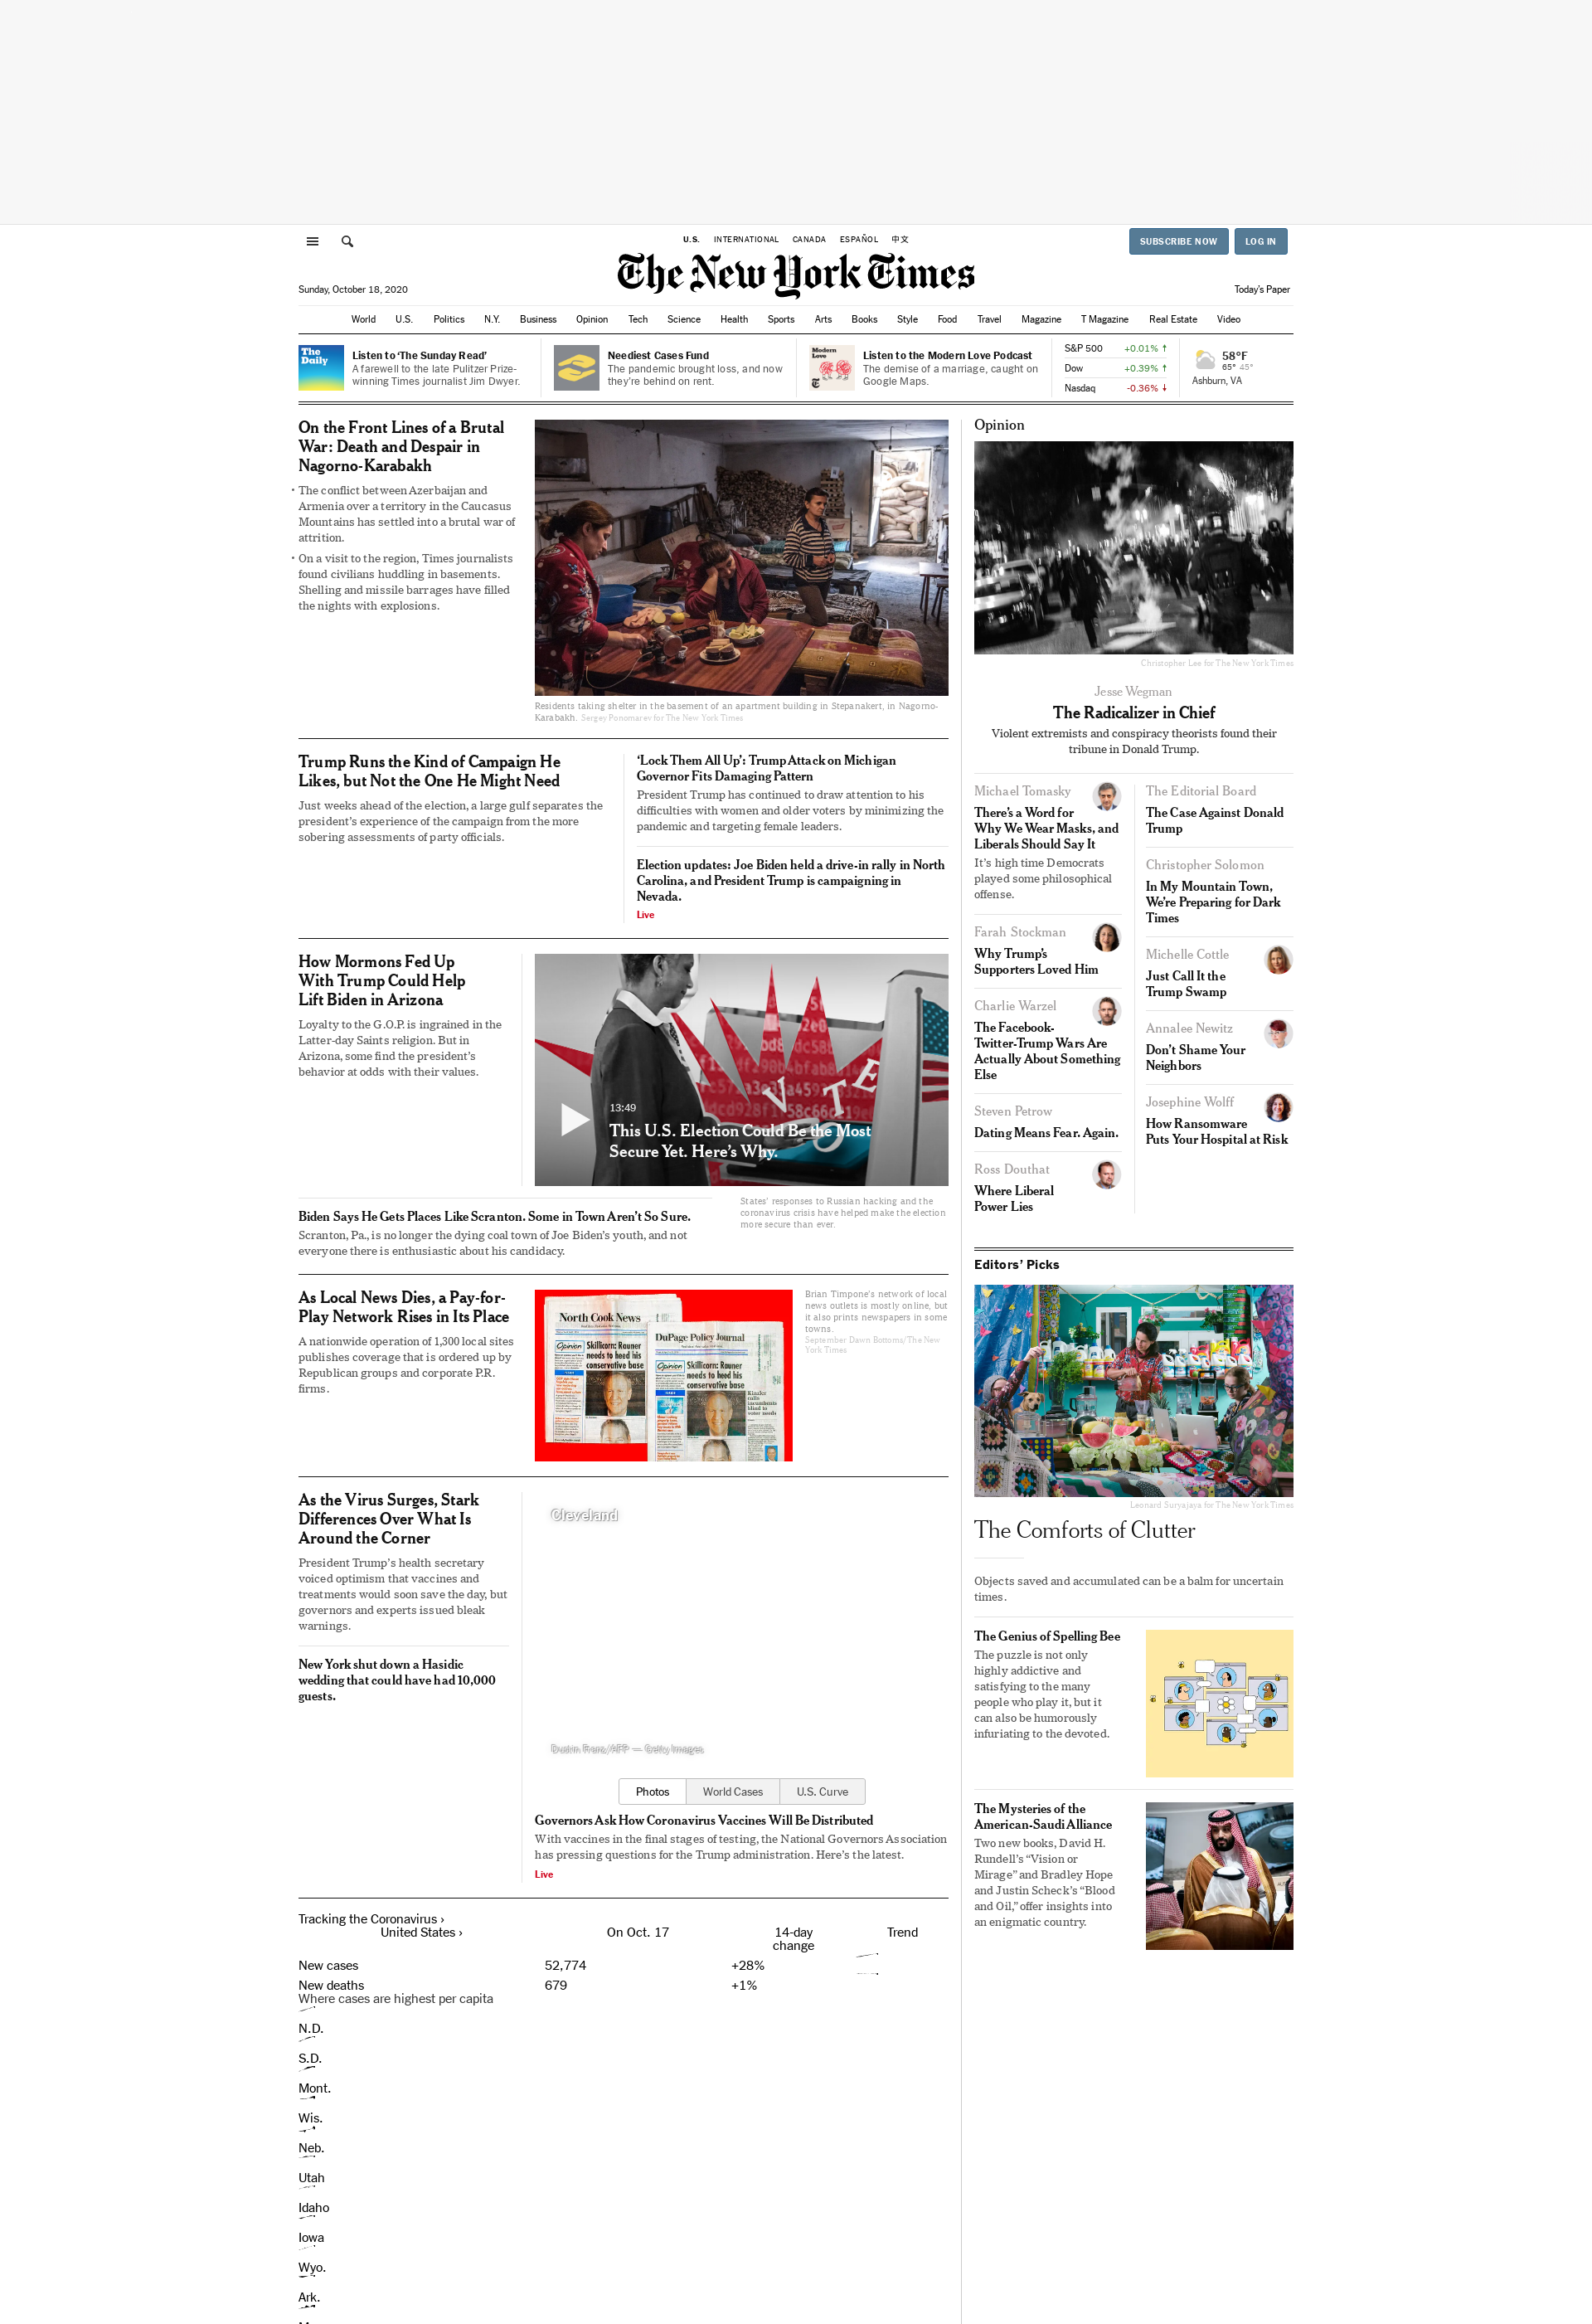 U.S. INTERNATIONAL CANADA ESPAÑOL 中文
SUBSCRIBE NOW LOG IN
The New York Times
Sunday, October 18, 2020
Today's Paper
World U.S. Politics N.Y. Business Opinion Tech Science Health Sports Arts Books Style Food Travel Magazine T Magazine Real Estate Video
The
Daily
Listen to ‘The Sunday Read’
A farewell to the late Pulitzer Prize-
winning Times journalist Jim Dwyer.
Neediest Cases Fund
The pandemic brought loss, and now
they’re behind on rent.
Modern
Love
Listen to the Modern Love Podcast
The demise of a marriage, caught on
Google Maps.
S&P 500 +0.01%
Dow +0.39%
Nasdaq -0.36%
58°F
65° 45°
Ashburn, VA
On the Front Lines of a Brutal
War: Death and Despair in
Nagorno-Karabakh
• The conflict between Azerbaijan and
Armenia over a territory in the Caucasus
Mountains has settled into a brutal war of
attrition.
• On a visit to the region, Times journalists
found civilians huddling in basements.
Shelling and missile barrages have filled
the nights with explosions.
Residents taking shelter in the basement of an apartment building in Stepanakert, in Nagorno-
Karabakh. Sergey Ponomarev for The New York Times
Trump Runs the Kind of Campaign He
Likes, but Not the One He Might Need
Just weeks ahead of the election, a large gulf separates the
president’s experience of the campaign from the more
sobering assessments of party officials.
‘Lock Them All Up’: Trump Attack on Michigan
Governor Fits Damaging Pattern
President Trump has continued to draw attention to his
difficulties with women and older voters by minimizing the
pandemic and targeting female leaders.
Election updates: Joe Biden held a drive-in rally in North
Carolina, and President Trump is campaigning in
Nevada.
Live
How Mormons Fed Up
With Trump Could Help
Lift Biden in Arizona
Loyalty to the G.O.P. is ingrained in the
Latter-day Saints religion. But in
Arizona, some find the president’s
behavior at odds with their values.
VOTE
13:49
This U.S. Election Could Be the Most
Secure Yet. Here’s Why.
States’ responses to Russian hacking and the
coronavirus crisis have helped make the election
more secure than ever.
Biden Says He Gets Places Like Scranton. Some in Town Aren’t So Sure.
Scranton, Pa., is no longer the dying coal town of Joe Biden’s youth, and not
everyone there is enthusiastic about his candidacy.
As Local News Dies, a Pay-for-
Play Network Rises in Its Place
A nationwide operation of 1,300 local sites
publishes coverage that is ordered up by
Republican groups and corporate P.R.
firms.
North Cook News
Opinion
Skillicorn: Rauner
needs to heed his
conservative base
DuPage Policy Journal
Opinion
Skillicorn: Rauner
needs to heed his
conservative base
Brian Timpone’s network of local
news outlets is mostly online, but
it also prints newspapers in some
towns.
September Dawn Bottoms/The New
York Times
As the Virus Surges, Stark
Differences Over What Is
Around the Corner
President Trump’s health secretary
voiced optimism that vaccines and
treatments would soon save the day, but
governors and experts issued bleak
warnings.
New York shut down a Hasidic
wedding that could have had 10,000
guests.
Cleveland
Dustin Franz/AFP — Getty Images
Photos World Cases U.S. Curve
Governors Ask How Coronavirus Vaccines Will Be Distributed
With vaccines in the final stages of testing, the National Governors Association
has pressing questions for the Trump administration. Here’s the latest.
Live
Tracking the Coronavirus ›
United States › On Oct. 17 14-day
change Trend
New cases 52,774 +28%
New deaths 679 +1%
Where cases are highest per capita
N.D.
S.D.
Mont.
Wis.
Neb.
Utah
Idaho
Iowa
Wyo.
Ark.
Opinion
Christopher Lee for The New York Times
Jesse Wegman
The Radicalizer in Chief
Violent extremists and conspiracy theorists found their
tribune in Donald Trump.
Michael Tomasky
There’s a Word for
Why We Wear Masks, and
Liberals Should Say It
It’s high time Democrats
played some philosophical
offense.
Farah Stockman
Why Trump’s
Supporters Loved Him
Charlie Warzel
The Facebook-
Twitter-Trump Wars Are
Actually About Something
Else
Steven Petrow
Dating Means Fear. Again.
Ross Douthat
Where Liberal
Power Lies
The Editorial Board
The Case Against Donald
Trump
Christopher Solomon
In My Mountain Town,
We’re Preparing for Dark
Times
Michelle Cottle
Just Call It the
Trump Swamp
Annalee Newitz
Don’t Shame Your
Neighbors
Josephine Wolff
How Ransomware
Puts Your Hospital at Risk
Editors’ Picks
Leonard Suryajaya for The New York Times
The Comforts of Clutter
Objects saved and accumulated can be a balm for uncertain
times.
The Genius of Spelling Bee
The puzzle is not only
highly addictive and
satisfying to the many
people who play it, but it
can also be humorously
infuriating to the devoted.
The Mysteries of the
American-Saudi Alliance
Two new books, David H.
Rundell’s “Vision or
Mirage” and Bradley Hope
and Justin Scheck’s “Blood
and Oil,” offer insights into
an enigmatic country.